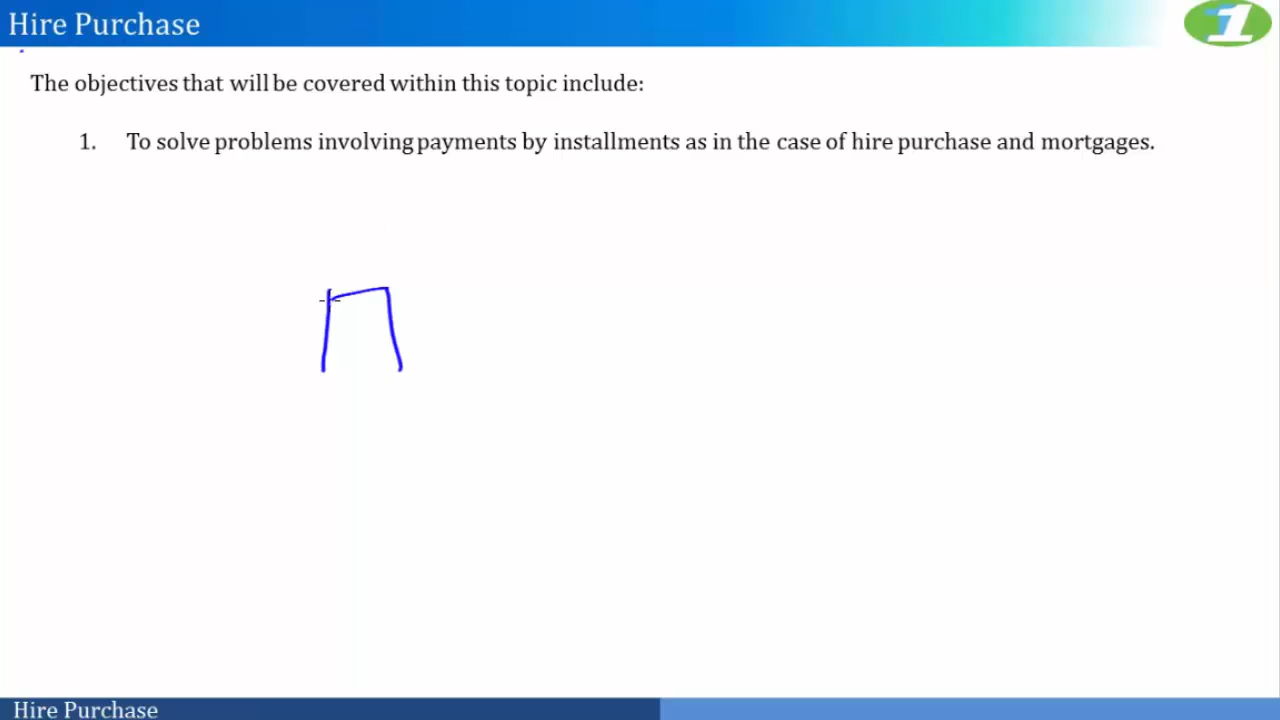 Hire Purchase
1
The objectives that will be covered within this topic include:
1. To solve problems involving payments by installments as in the case of hire purchase and mortgages.
Hire Purchase